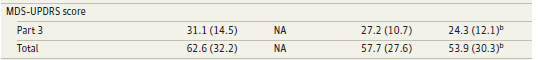 MDS-UPDRS score
Part 3 31.1 (14.5) NA 27.2 (10.7) 24.3 (12.1)ᵇ
Total 62.6 (32.2) NA 57.7 (27.6) 53.9 (30.3)ᵇ